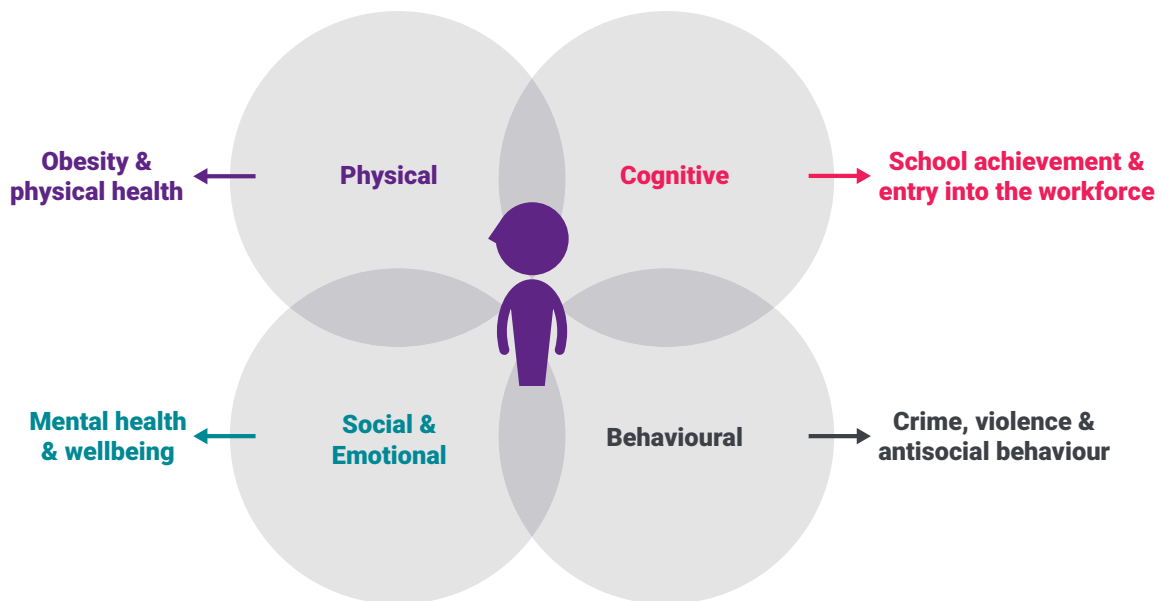 Obesity &
physical health
Physical
Cognitive
School achievement &
entry into the workforce
Mental health
& wellbeing
Social &
Emotional
Behavioural
Crime, violence &
antisocial behaviour